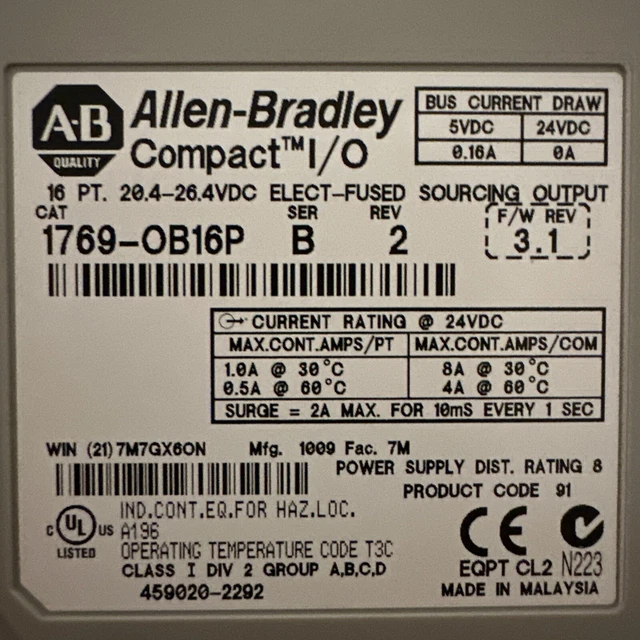 A-B
QUALITY
Allen-Bradley
Compact™ I/O
BUS CURRENT DRAW
5VDC 24VDC
0.16A 0A
16 PT. 20.4-26.4VDC ELECT-FUSED SOURCING OUTPUT
CAT SER REV F/W REV
1769-OB16P B 2 3.1
CURRENT RATING @ 24VDC
MAX.CONT.AMPS/PT MAX.CONT.AMPS/COM
1.0A @ 30°C 8A @ 30°C
0.5A @ 60°C 4A @ 60°C
SURGE = 2A MAX. FOR 10mS EVERY 1 SEC
WIN (21) 7M7GX6ON Mfg. 1009 Fac. 7M
POWER SUPPLY DIST. RATING 8
PRODUCT CODE 91
C UL US
LISTED
IND.CONT.EQ.FOR HAZ.LOC.
A196
OPERATING TEMPERATURE CODE T3C
CLASS I DIV 2 GROUP A,B,C,D
459020-2292
CE
EQPT CL2 N223
MADE IN MALAYSIA